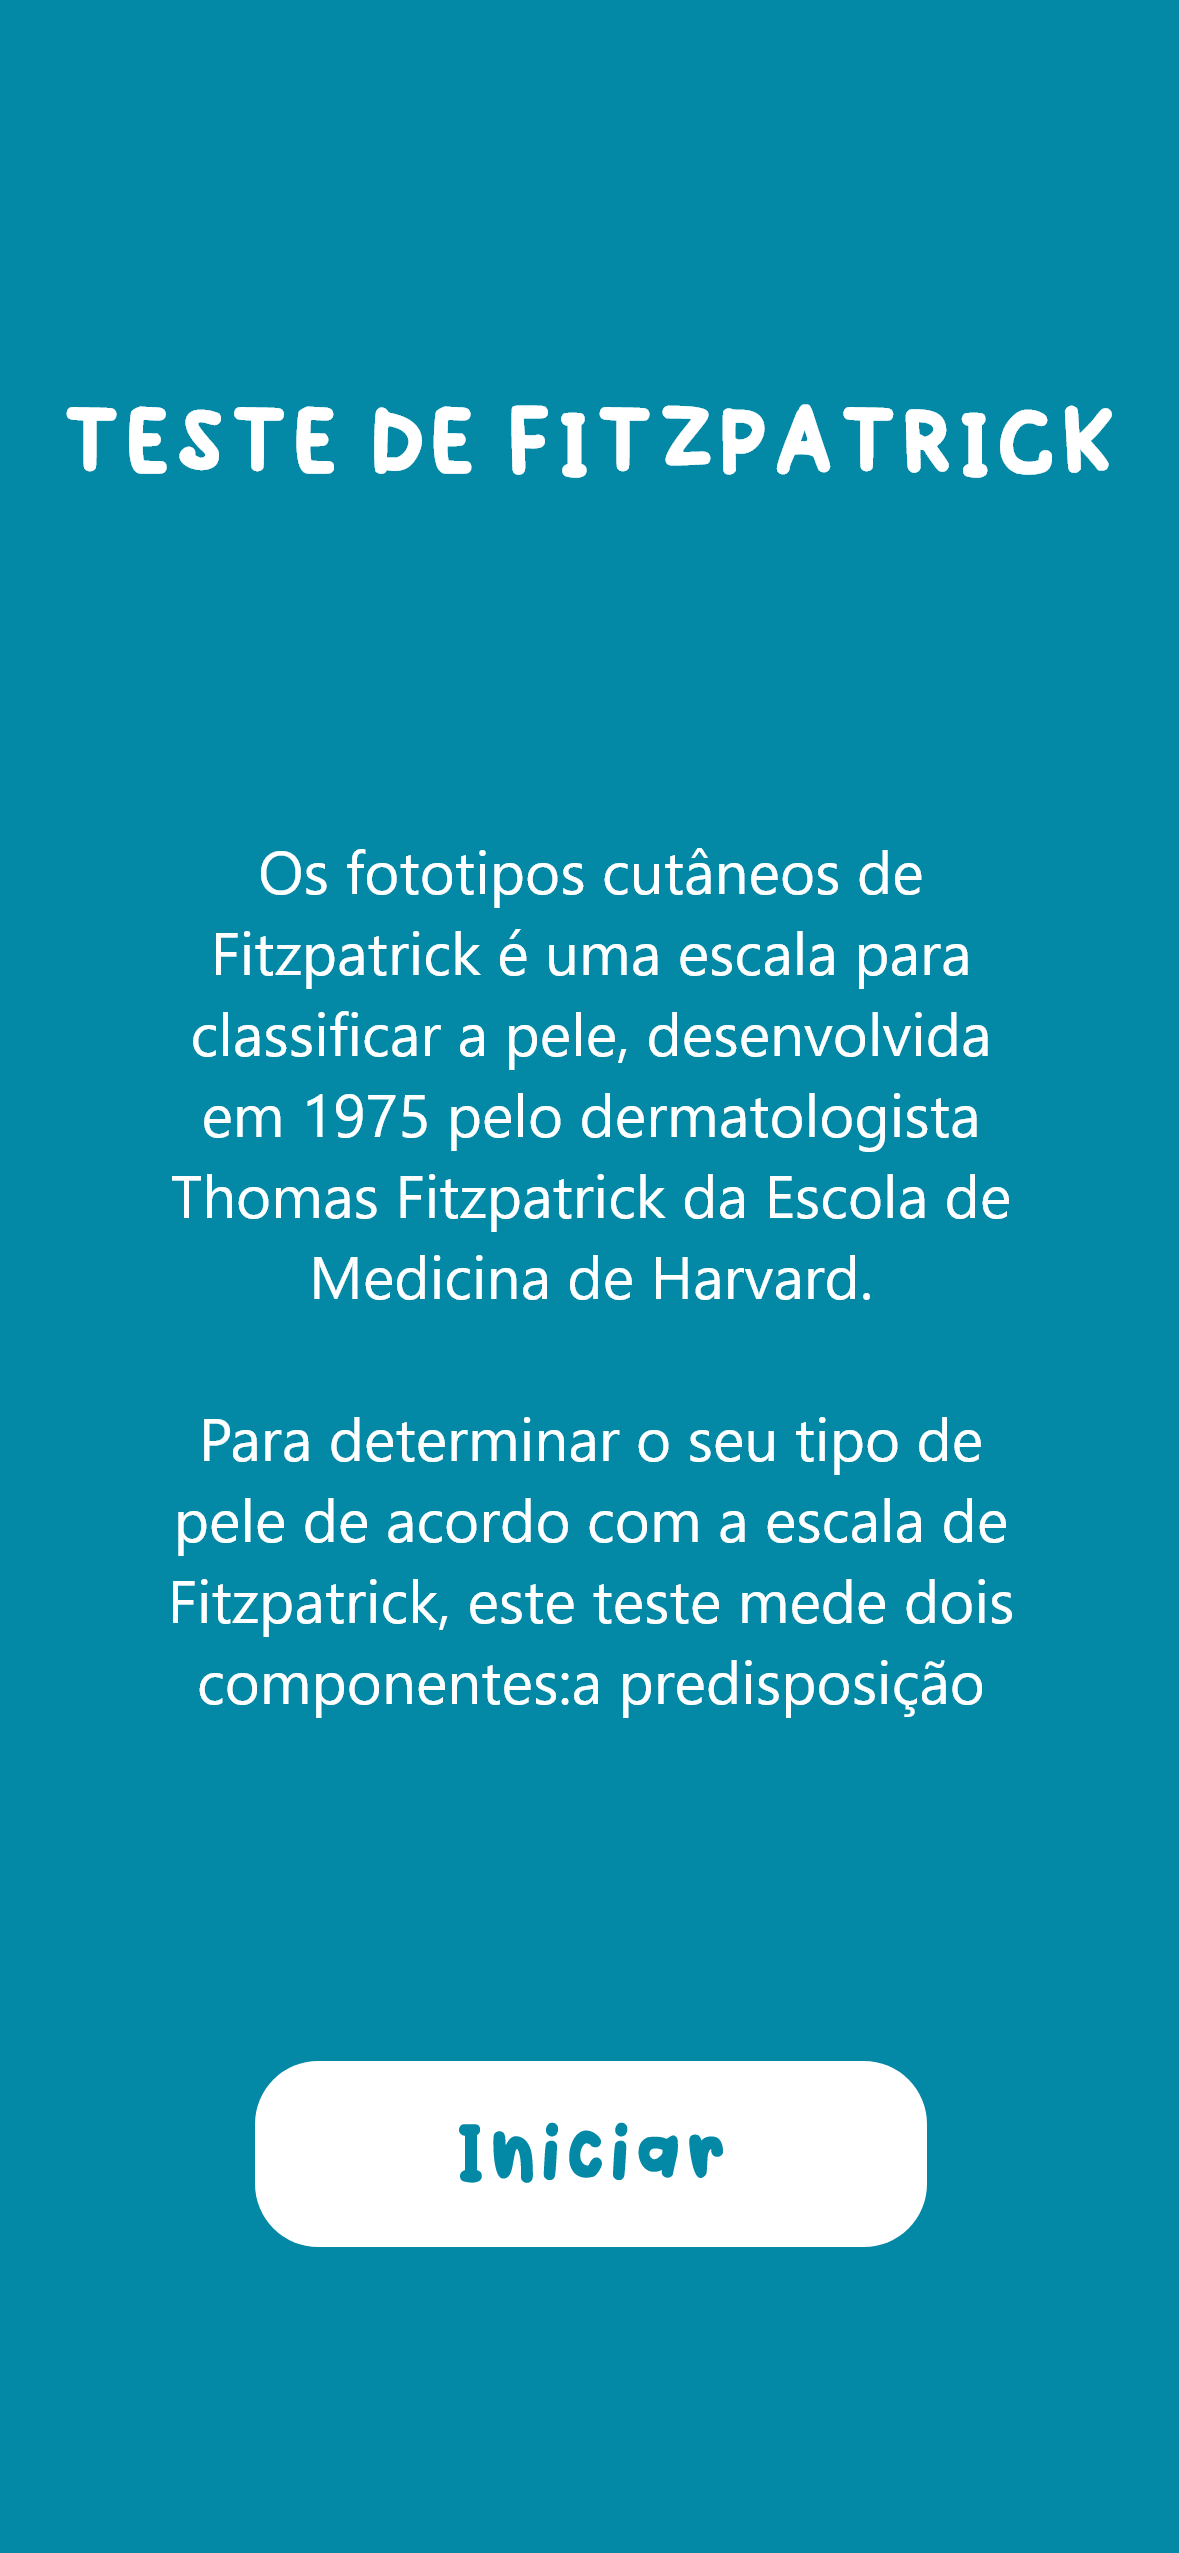 TESTE DE FITZPATRICK
Os fototipos cutâneos de
Fitzpatrick é uma escala para
classificar a pele, desenvolvida
em 1975 pelo dermatologista
Thomas Fitzpatrick da Escola de
Medicina de Harvard.
Para determinar o seu tipo de
pele de acordo com a escala de
Fitzpatrick, este teste mede dois
componentes:a predisposição
Iniciar